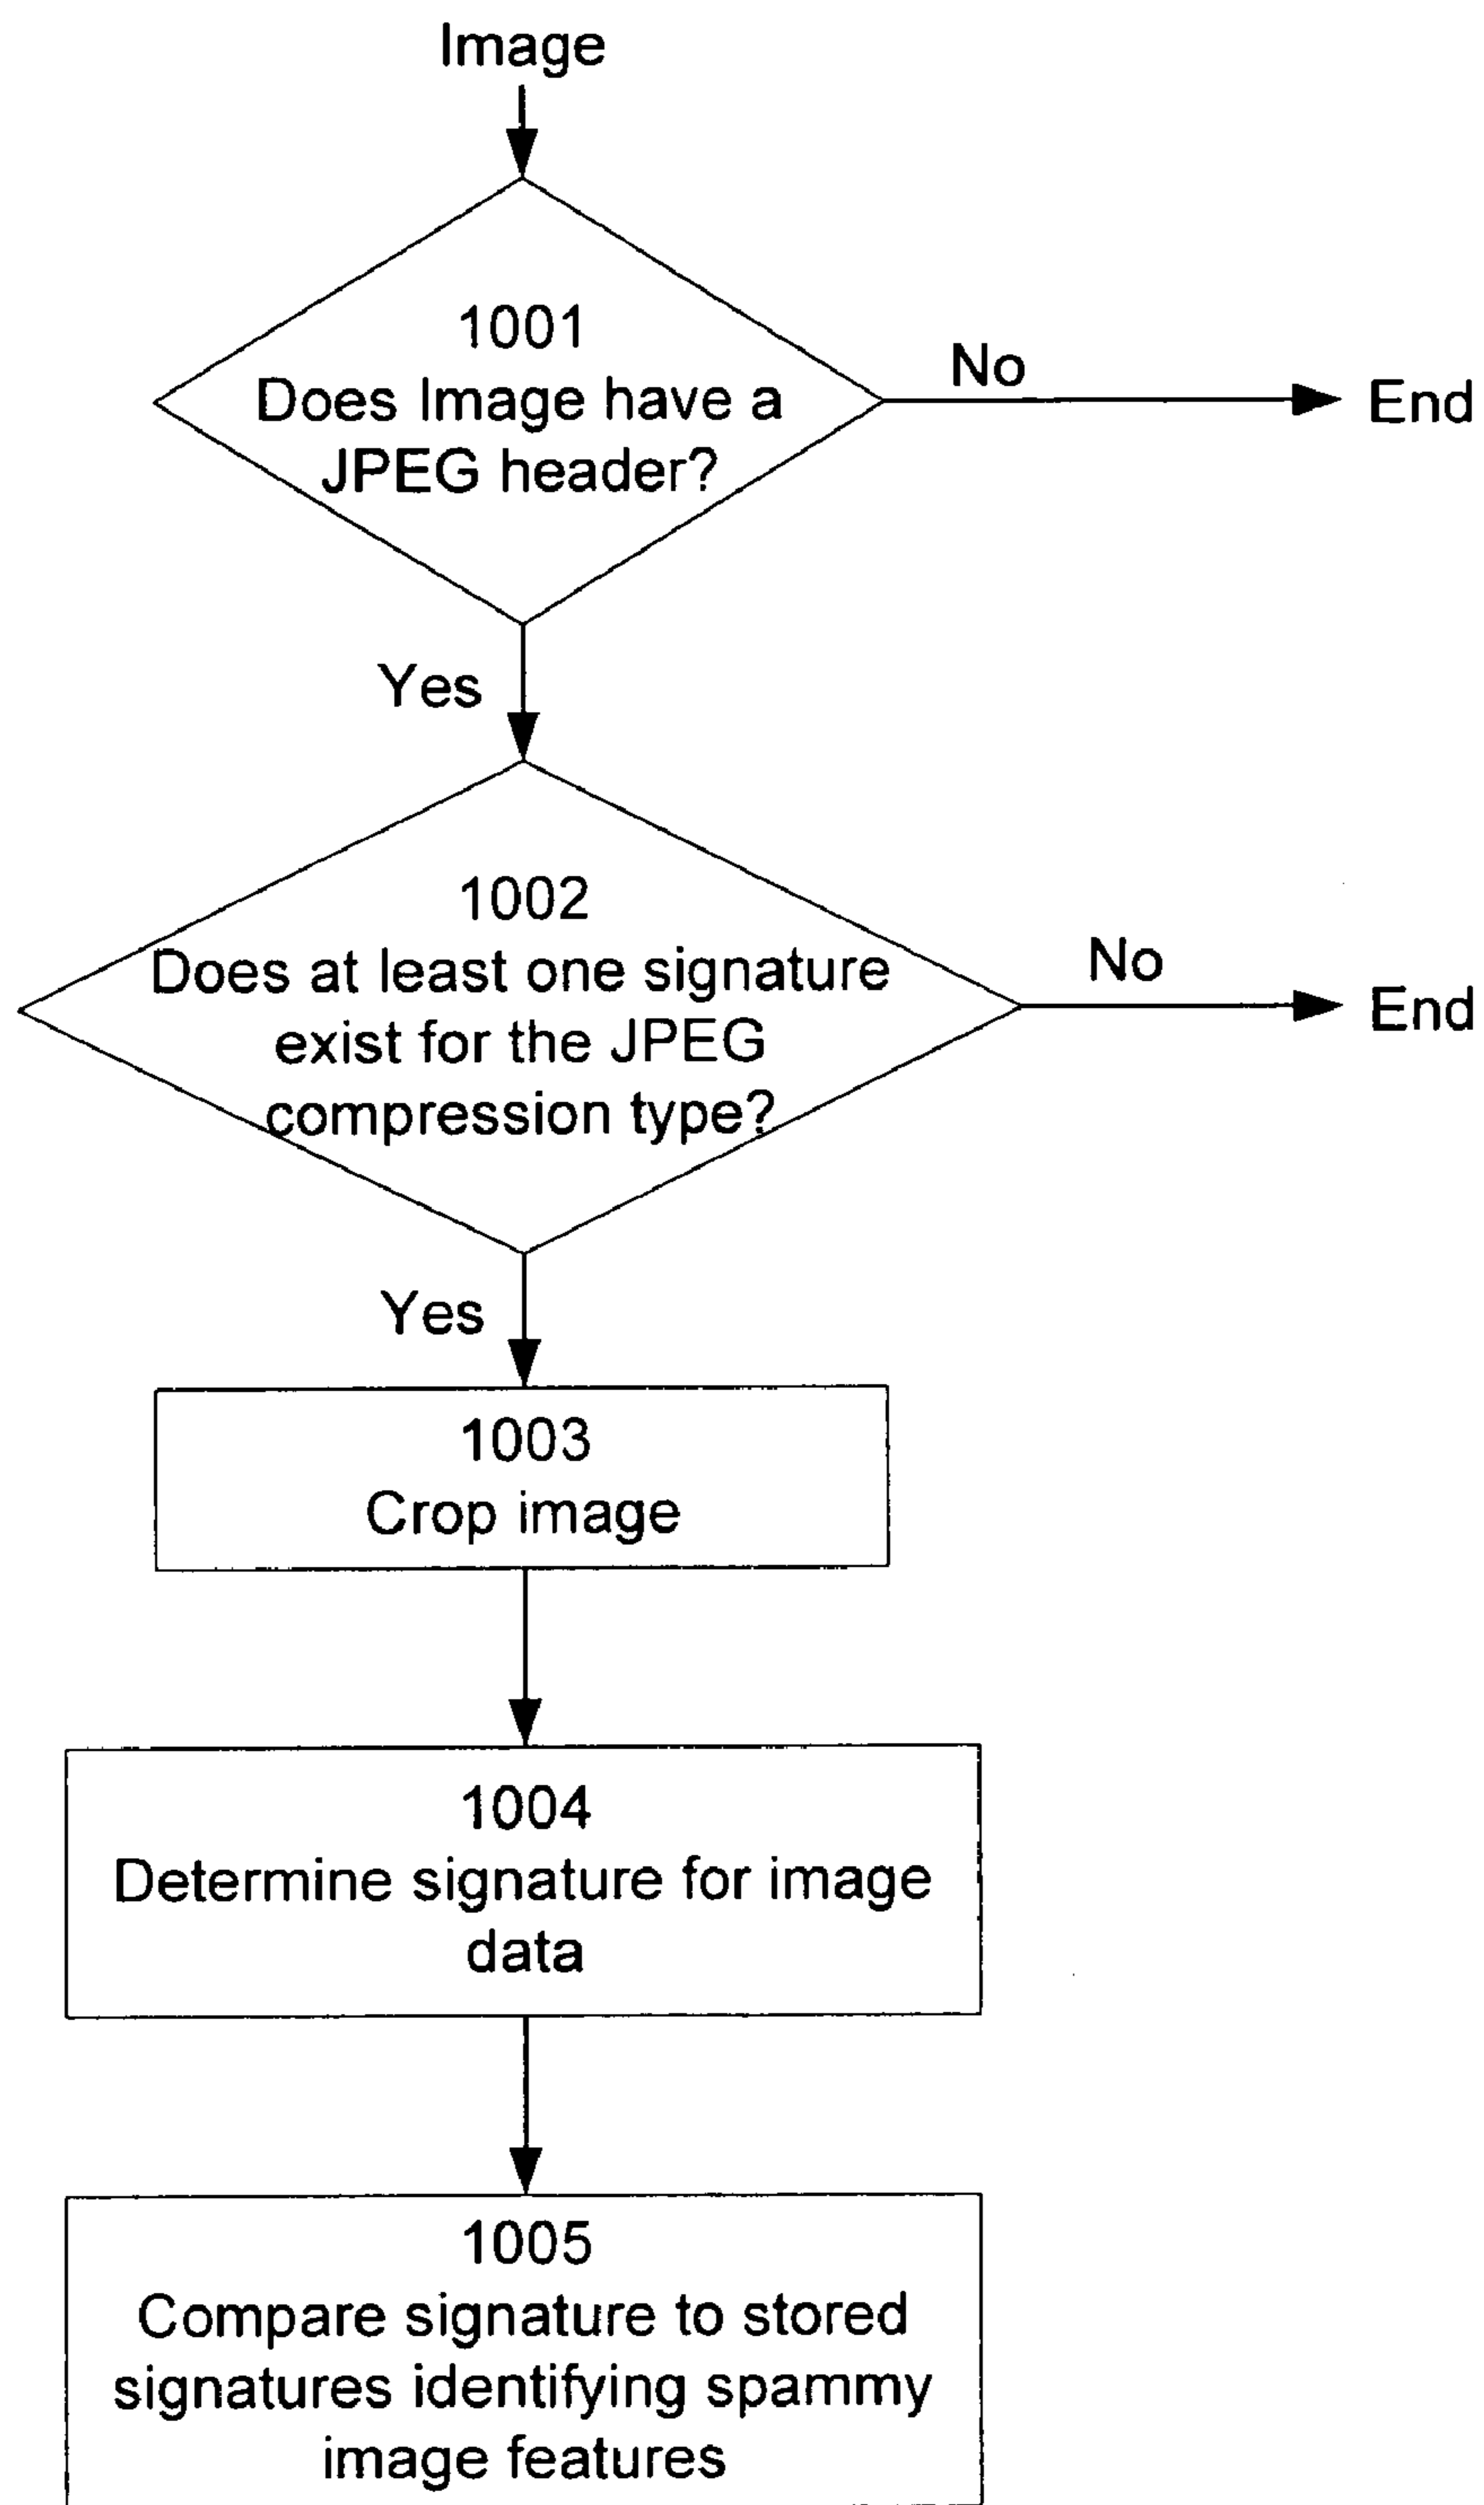 Image
1001
Does Image have a
JPEG header?
No
End
Yes
1002
Does at least one signature
exist for the JPEG
compression type?
No
End
Yes
1003
Crop image
1004
Determine signature for image
data
1005
Compare signature to stored
signatures identifying spammy
image features